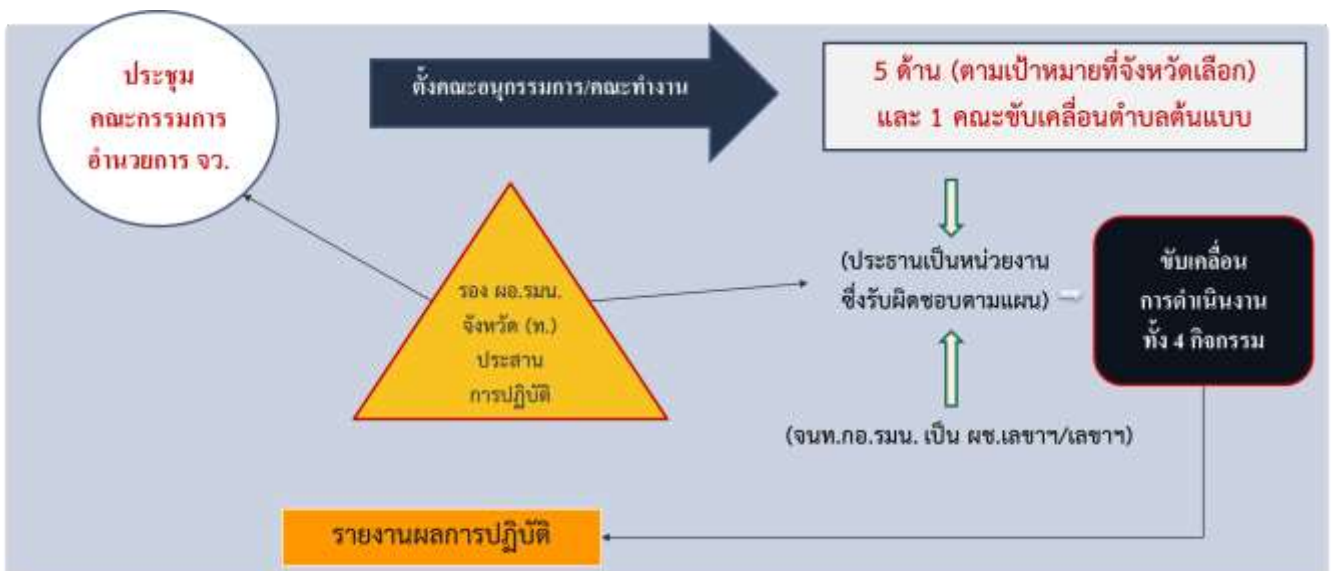 ประชุม
คณะกรรมการ
อำนวยการ จว.
ตั้งคณะอนุกรรมการ/คณะทำงาน
5 ด้าน (ตามเป้าหมายที่จังหวัดเลือก)
และ 1 คณะขับเคลื่อนตำบลต้นแบบ
รอง ผอ.รมน.
จังหวัด (ท.)
ประสาน
การปฏิบัติ
(ประธานเป็นหน่วยงาน
ซึ่งรับผิดชอบตามแผน)
ขับเคลื่อน
การดำเนินงาน
ทั้ง 4 กิจกรรม
(จนท.กอ.รมน. เป็น ผช.เลขาฯ/เลขาฯ)
รายงานผลการปฏิบัติ